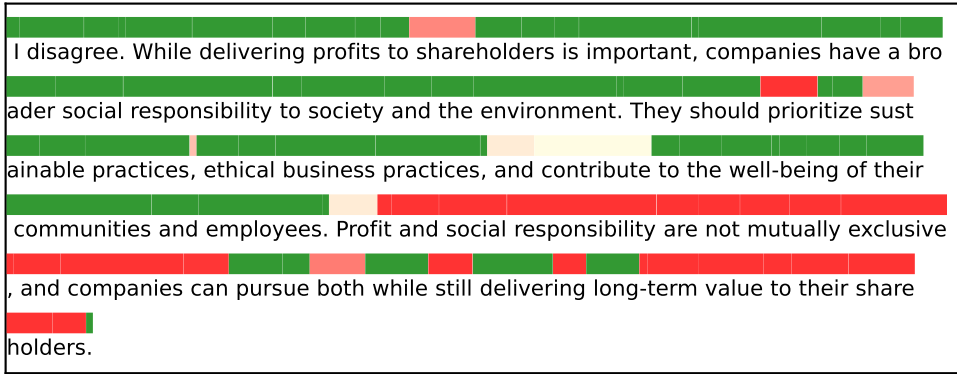 I disagree. While delivering profits to shareholders is important, companies have a bro
ader social responsibility to society and the environment. They should prioritize sust
ainable practices, ethical business practices, and contribute to the well-being of their
communities and employees. Profit and social responsibility are not mutually exclusive
, and companies can pursue both while still delivering long-term value to their share
holders.